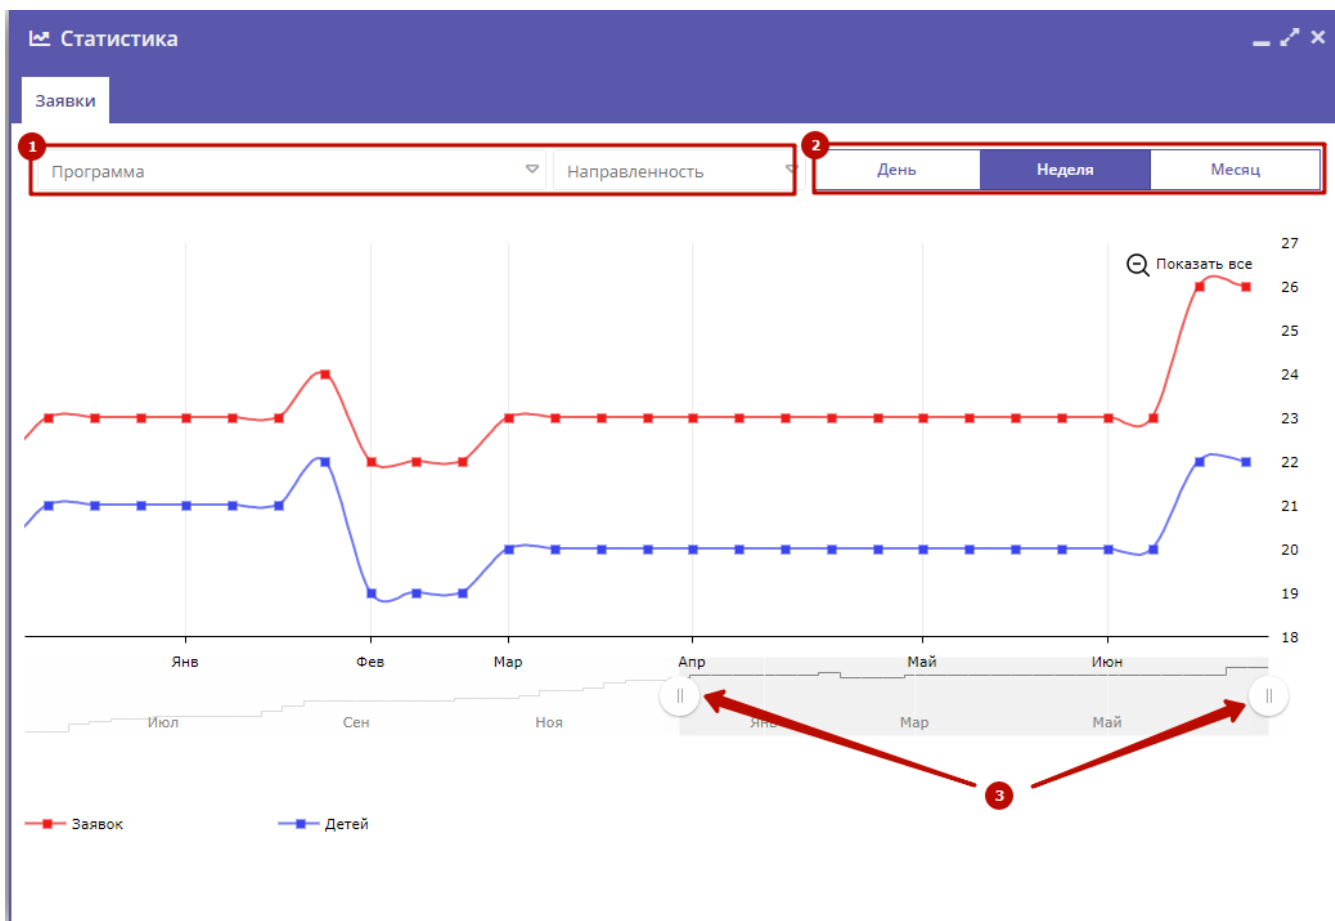 Статистика
Заявки
1
2
Программа
Направленность
День
Неделя
Месяц
27
Показать все
26
25
24
23
22
21
20
19
18
Янв
Фев
Мар
Апр
Май
Июн
Июл
Сен
Ноя
Янв
Мар
Май
3
Заявок
Детей